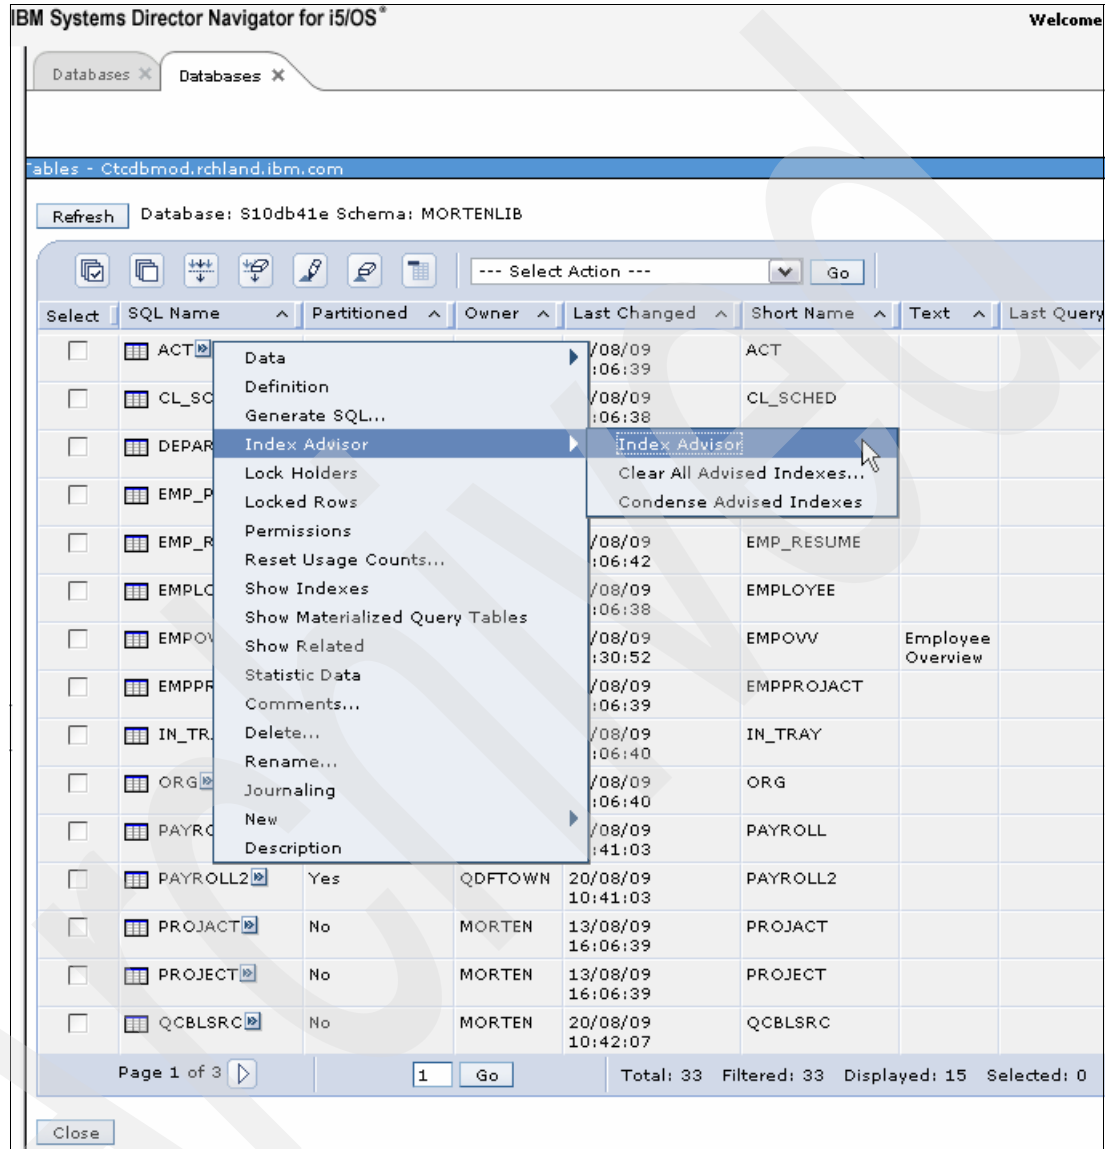 IBM Systems Director Navigator for i5/OS®
Welcome
Databases
Databases
Tables - Ctcdbmod.rchland.ibm.com
Refresh
Database: S10db41e Schema: MORTENLIB
--- Select Action ---
Go
Select SQL Name Partitioned Owner Last Changed Short Name Text Last Query
ACT /08/09 ACT
:06:39
CL_SC /08/09 CL_SCHED
:06:38
DEPAR
EMP_P
EMP_R /08/09 EMP_RESUME
:06:42
EMPLO /08/09 EMPLOYEE
:06:38
EMPOV /08/09 EMPOVV Employee
:30:52 Overview
EMPPR /08/09 EMPPROJACT
:06:39
IN_TR /08/09 IN_TRAY
:06:40
ORG /08/09 ORG
:06:40
PAYRO /08/09 PAYROLL
:41:03
PAYROLL2 Yes QDFTOWN 20/08/09 PAYROLL2
10:41:03
PROJACT No MORTEN 13/08/09 PROJACT
16:06:39
PROJECT No MORTEN 13/08/09 PROJECT
16:06:39
QCBLSRC No MORTEN 20/08/09 QCBLSRC
10:42:07
Data
Definition
Generate SQL...
Index Advisor
Lock Holders
Locked Rows
Permissions
Reset Usage Counts...
Show Indexes
Show Materialized Query Tables
Show Related
Statistic Data
Comments...
Delete...
Rename...
Journaling
New
Description
Index Advisor
Clear All Advised Indexes...
Condense Advised Indexes
Page 1 of 3
1
Go
Total: 33 Filtered: 33 Displayed: 15 Selected: 0
Close